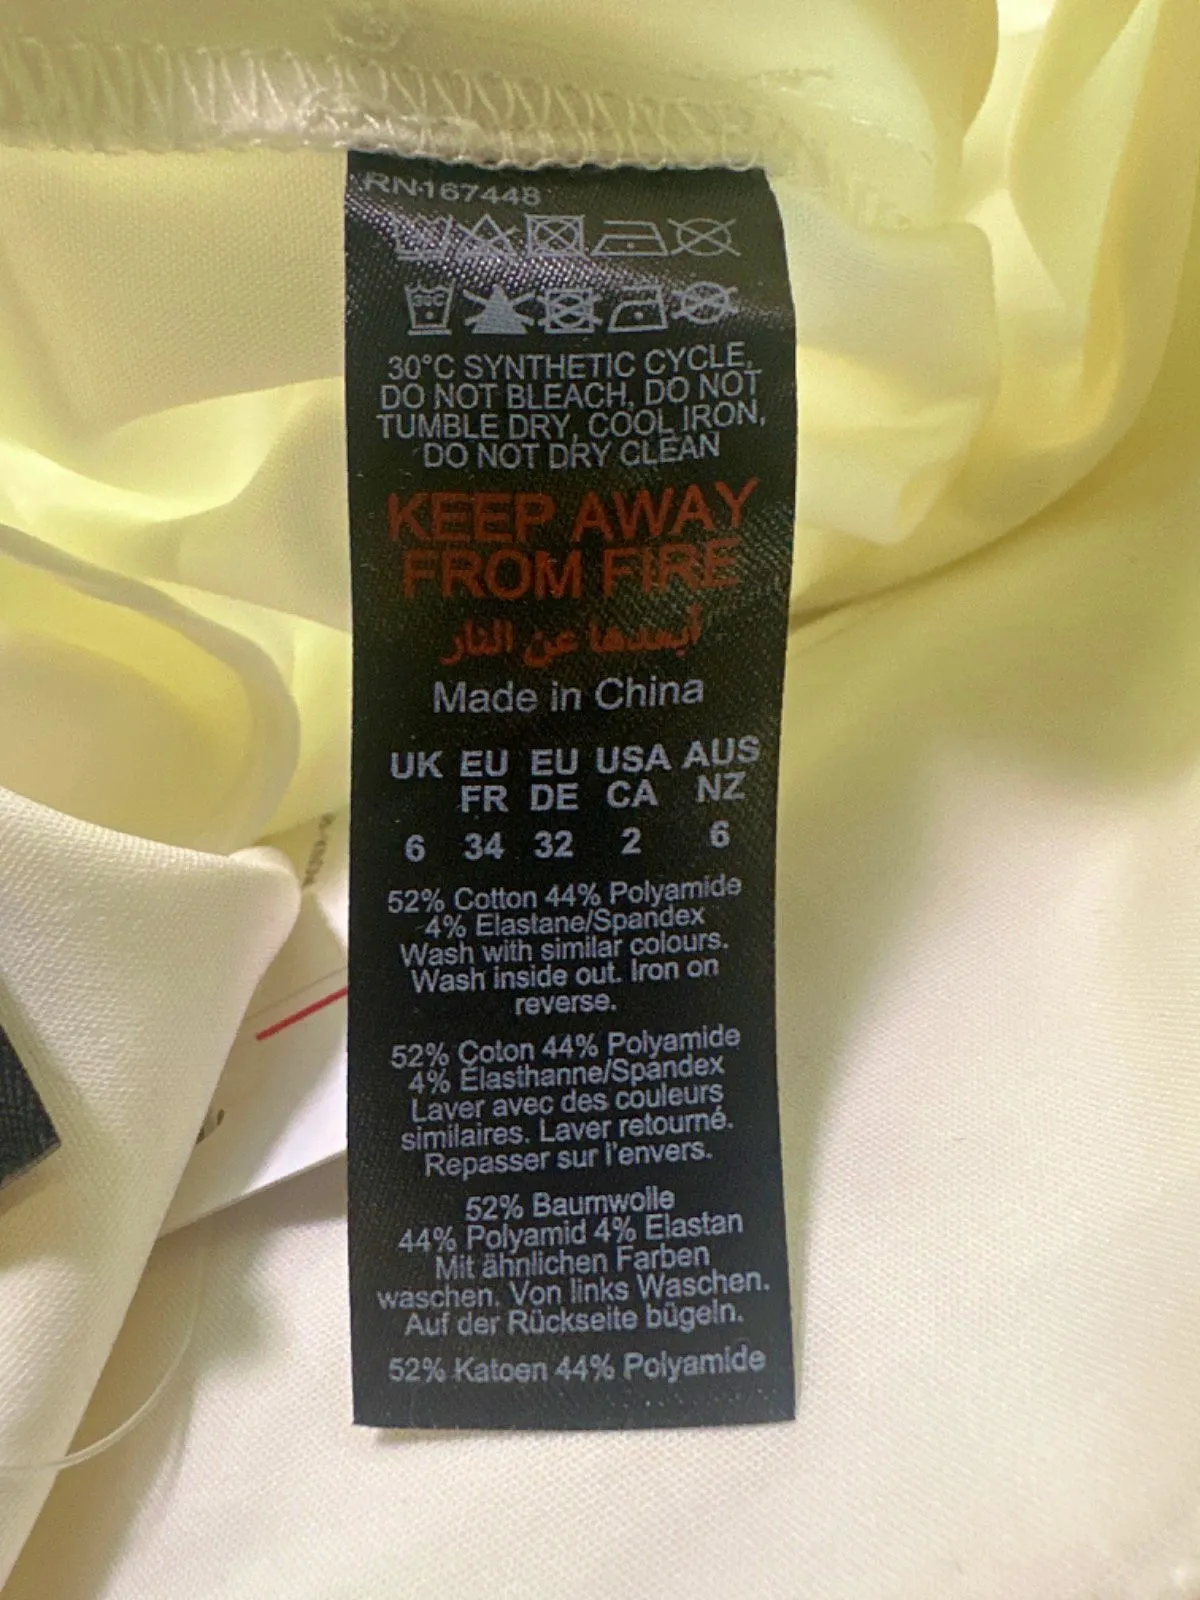 RN167448
30°C SYNTHETIC CYCLE,
DO NOT BLEACH, DO NOT
TUMBLE DRY, COOL IRON,
DO NOT DRY CLEAN
KEEP AWAY
FROM FIRE
أبعدها عن النار
Made in China
UK EU EU USA AUS
FR DE CA NZ
6 34 32 2 6
52% Cotton 44% Polyamide
4% Elastane/Spandex
Wash with similar colours.
Wash inside out. Iron on
reverse.
52% Coton 44% Polyamide
4% Élasthanne/Spandex
Laver avec des couleurs
similaires. Laver retourné.
Repasser sur l'envers.
52% Baumwolle
44% Polyamid 4% Elastan
Mit ähnlichen Farben
waschen. Von links Waschen.
Auf der Rückseite bügeln.
52% Katoen 44% Polyamide